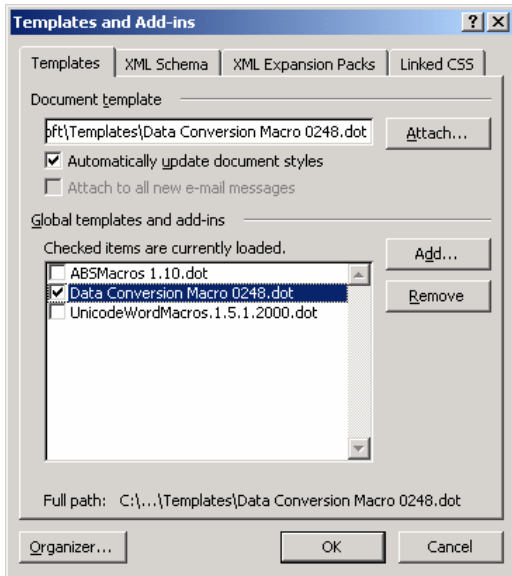 Templates and Add-ins
Templates XML Schema XML Expansion Packs Linked CSS
Document template
oft\Templates\Data Conversion Macro 0248.dot Attach...
Automatically update document styles
Attach to all new e-mail messages
Global templates and add-ins
Checked items are currently loaded. Add...
ABSMacros 1.10.dot
Data Conversion Macro 0248.dot Remove
UnicodeWordMacros.1.5.1.2000.dot
Full path: C:\...\Templates\Data Conversion Macro 0248.dot
Organizer... OK Cancel